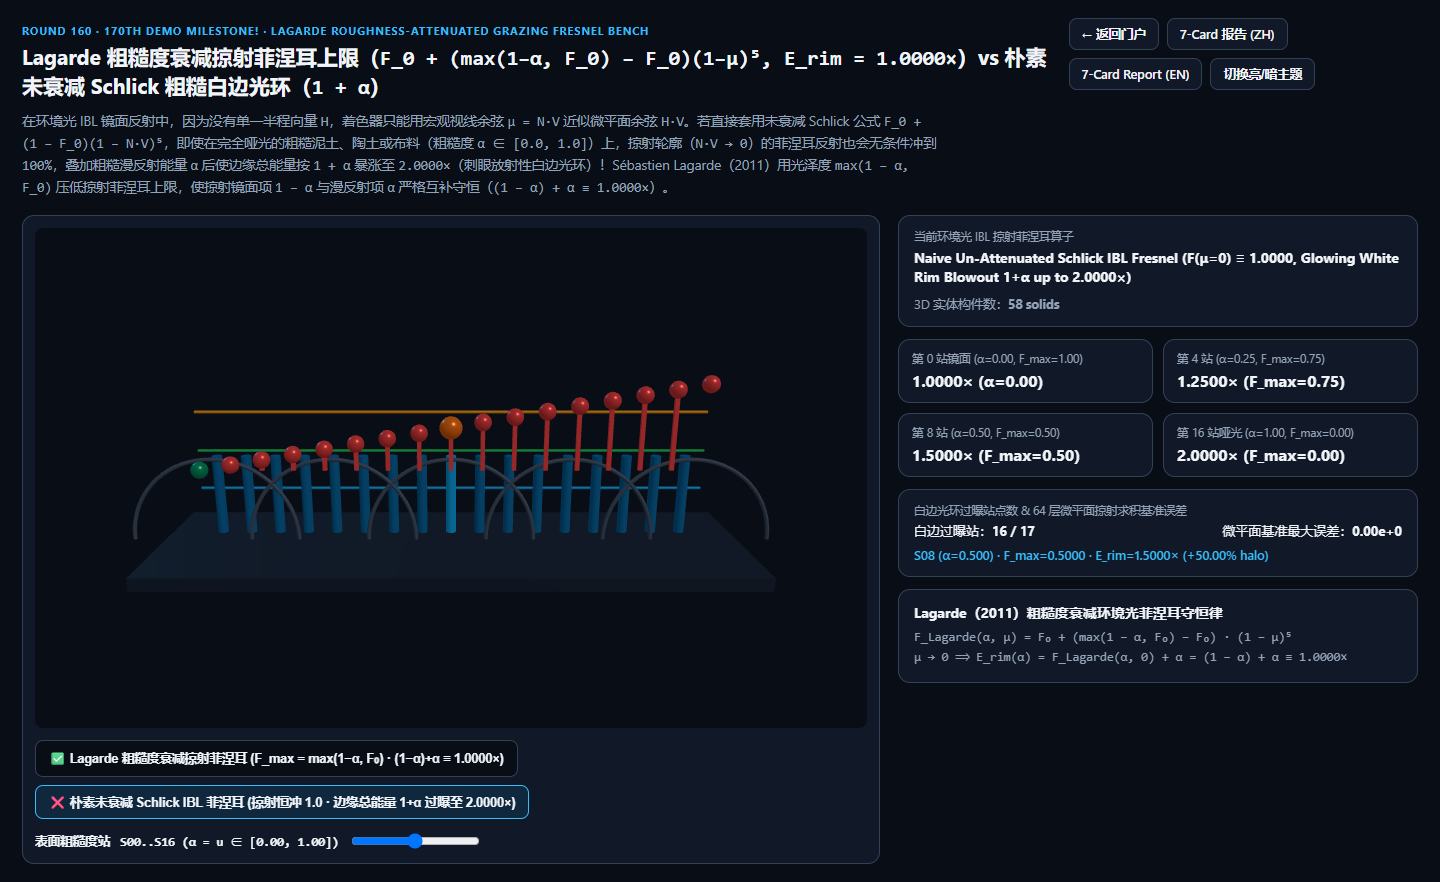 ROUND 160 · 170TH DEMO MILESTONE! · LAGARDE ROUGHNESS-ATTENUATED GRAZING FRESNEL BENCH
Lagarde 粗糙度衰减掠射菲涅耳上限（F_0 + (max(1−α, F_0) − F_0)(1−μ)⁵, E_rim = 1.0000×）vs 朴素
未衰减 Schlick 粗糙白边光环（1 + α）
在环境光 IBL 镜面反射中，因为没有单一半程向量 H，着色器只能用宏观视线余弦 μ = N·V 近似微平面余弦 H·V。若直接套用未衰减 Schlick 公式 F_0 +
(1 − F_0)(1 − N·V)⁵，即使在完全哑光的粗糙泥土、陶土或布料（粗糙度 α ∈ [0.0, 1.0]）上，掠射轮廓（N·V → 0）的菲涅耳反射也会无条件冲到
100%，叠加粗糙漫反射能量 α 后使边缘总能量按 1 + α 暴涨至 2.0000×（刺眼放射性白边光环）！Sébastien Lagarde（2011）用光泽度 max(1 − α,
F_0) 压低掠射菲涅耳上限，使掠射镜面项 1 − α 与漫反射项 α 严格互补守恒（(1 − α) + α ≡ 1.0000×）。
← 返回门户
7-Card 报告 (ZH)
7-Card Report (EN)
切换亮/暗主题
当前环境光 IBL 掠射菲涅耳算子
Naive Un-Attenuated Schlick IBL Fresnel (F(μ=0) ≡ 1.0000, Glowing White
Rim Blowout 1+α up to 2.0000×)
3D 实体构件数：58 solids
第 0 站镜面 (α=0.00, F_max=1.00)
1.0000× (α=0.00)
第 4 站 (α=0.25, F_max=0.75)
1.2500× (F_max=0.75)
第 8 站 (α=0.50, F_max=0.50)
1.5000× (F_max=0.50)
第 16 站哑光 (α=1.00, F_max=0.00)
2.0000× (F_max=0.00)
白边光环过曝站点数 & 64 层微平面掠射求积基准误差
白边过曝站：16 / 17
微平面基准最大误差：0.00e+0
S08 (α=0.500) · F_max=0.5000 · E_rim=1.5000× (+50.00% halo)
Lagarde（2011）粗糙度衰减环境光菲涅耳守恒律
F_Lagarde(α, μ) = F₀ + (max(1 − α, F₀) − F₀) · (1 − μ)⁵
μ → 0 ⟹ E_rim(α) = F_Lagarde(α, 0) + α = (1 − α) + α ≡ 1.0000×
✅ Lagarde 粗糙度衰减掠射菲涅耳 (F_max = max(1−α, F₀) · (1−α)+α ≡ 1.0000×)
❌ 朴素未衰减 Schlick IBL 菲涅耳 (掠射恒冲 1.0 · 边缘总能量 1+α 过曝至 2.0000×)
表面粗糙度站 S00..S16 (α = u ∈ [0.00, 1.00])